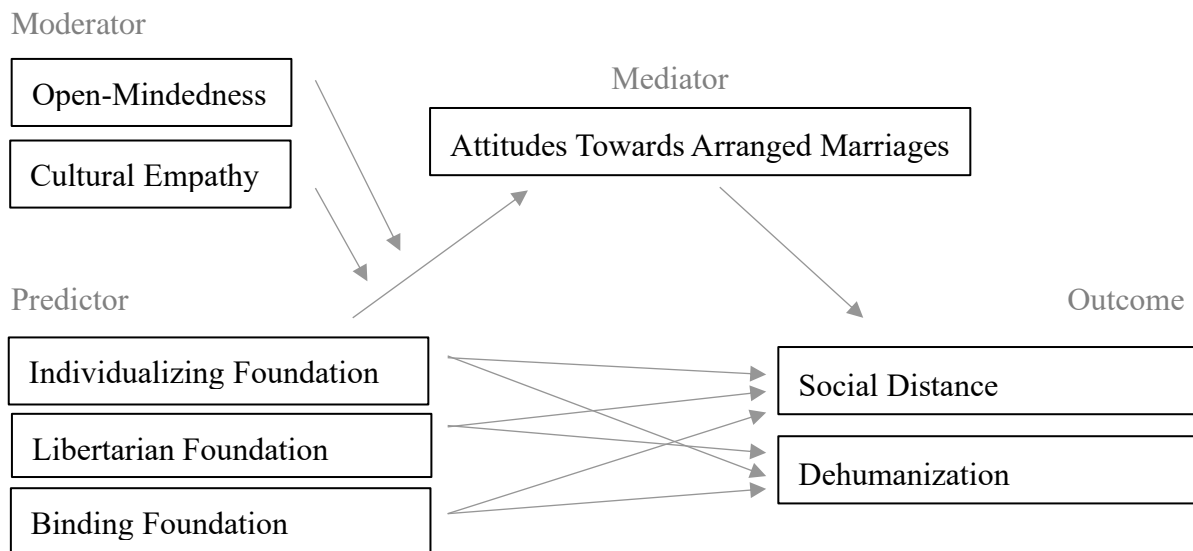 Moderator
Open-Mindedness
Cultural Empathy
Mediator
Attitudes Towards Arranged Marriages
Predictor
Individualizing Foundation
Libertarian Foundation
Binding Foundation
Outcome
Social Distance
Dehumanization